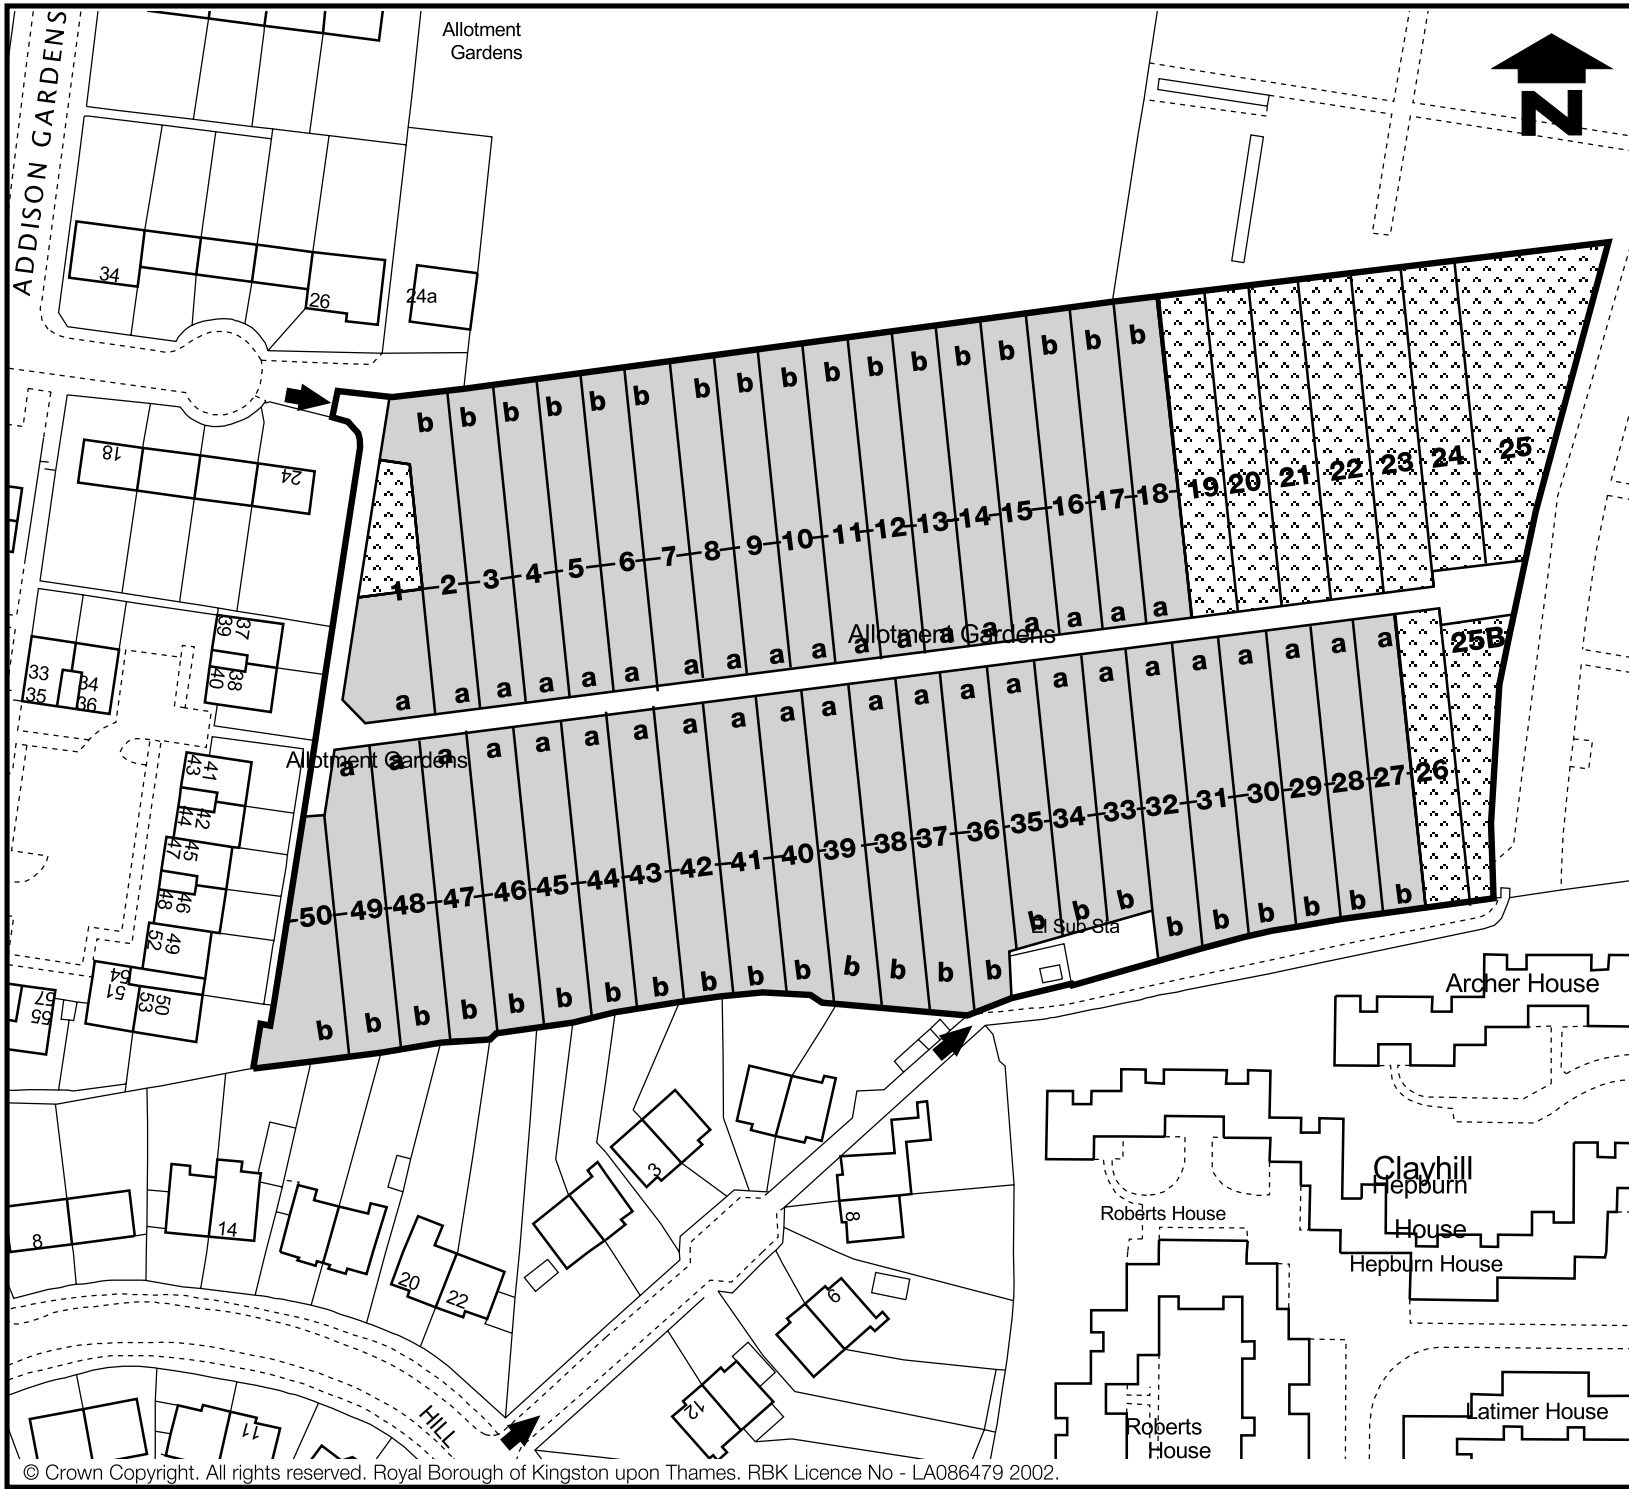 ADDISON GARDENS
Allotment
Gardens
N
34
26
24a
18
24
b b b b b b b b b b b b b b b b b
1 2 3 4 5 6 7 8 9 10 11 12 13 14 15 16 17 18 19 20 21 22 23 24 25
a a a a a a a a a a a a a a a a a a
Allotment Gardens
25B
39 37
40 38
33
35
34
36
a a a a a a a a a a a a a a a a a a a a a a a
Allotment Gardens
43 41
44 42
47 45
48 46
52 49
54
51
53 50
57
55
50 49 48 47 46 45 44 43 42 41 40 39 38 37 36 35 34 33 32 31 30 29 28 27 26
b b b b b b b b b b b b b b b b b b b b b b b b
El Sub Sta
Archer House
3
8
14
20
22
8
6
12
11
HILL
Clayhill
Hepburn
House
Hepburn House
Roberts House
Roberts
House
Latimer House
© Crown Copyright. All rights reserved. Royal Borough of Kingston upon Thames. RBK Licence No - LA086479 2002.